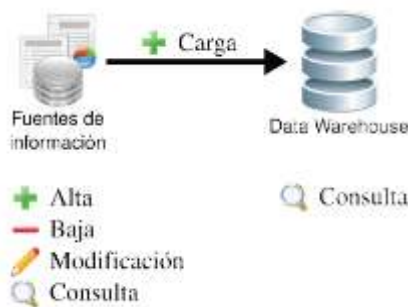 Carga
Fuentes de
información
Data Warehouse
Alta
Baja
Modificación
Consulta
Consulta